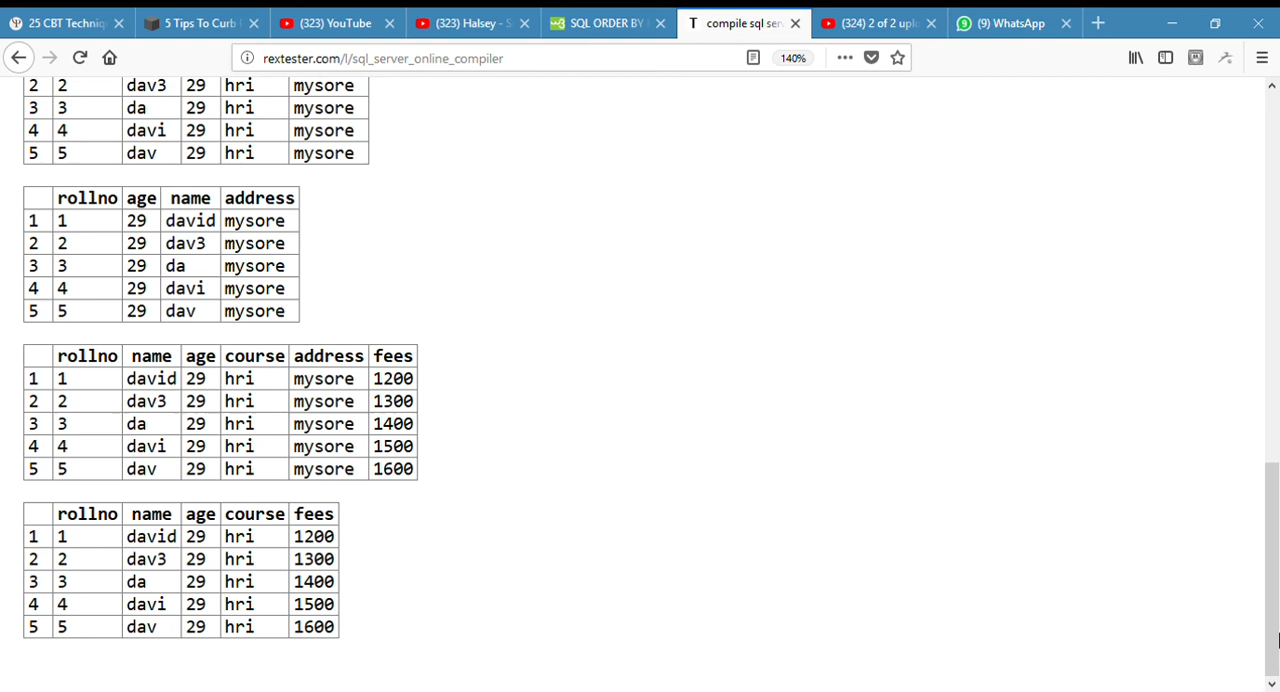 25 CBT Techniq
5 Tips To Curb
(323) YouTube
(323) Halsey - S
SQL ORDER BY
T compile sql ser
(324) 2 of 2 uplo
(9) WhatsApp
rextester.com/l/sql_server_online_compiler
140%
2 2 dav3 29 hri mysore
3 3 da 29 hri mysore
4 4 davi 29 hri mysore
5 5 dav 29 hri mysore
rollno age name address
1 1 29 david mysore
2 2 29 dav3 mysore
3 3 29 da mysore
4 4 29 davi mysore
5 5 29 dav mysore
rollno name age course address fees
1 1 david 29 hri mysore 1200
2 2 dav3 29 hri mysore 1300
3 3 da 29 hri mysore 1400
4 4 davi 29 hri mysore 1500
5 5 dav 29 hri mysore 1600
rollno name age course fees
1 1 david 29 hri 1200
2 2 dav3 29 hri 1300
3 3 da 29 hri 1400
4 4 davi 29 hri 1500
5 5 dav 29 hri 1600